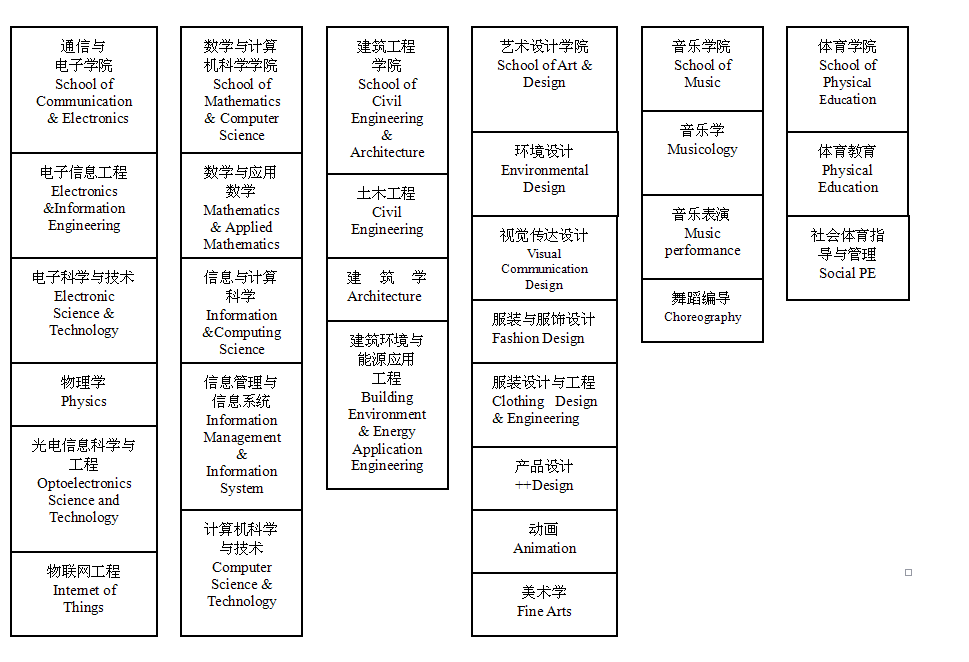 通信与
电子学院
School of
Communication
& Electronics
电子信息工程
Electronics
&Information
Engineering
电子科学与技术
Electronic
Science &
Technology
物理学
Physics
光电信息科学与
工程
Optoelectronics
Science and
Technology
物联网工程
Internet of
Things
数学与计算
机科学学院
School of
Mathematics
& Computer
Science
数学与应用
数学
Mathematics
& Applied
Mathematics
信息与计算
科学
Information
&Computing
Science
信息管理与
信息系统
Information
Management
&
Information
System
计算机科学
与技术
Computer
Science &
Technology
建筑工程
学院
School of
Civil
Engineering
&
Architecture
土木工程
Civil
Engineering
建 筑 学
Architecture
建筑环境与
能源应用
工程
Building
Environment
& Energy
Application
Engineering
艺术设计学院
School of Art &
Design
环境设计
Environmental
Design
视觉传达设计
Visual
Communication
Design
服装与服饰设计
Fashion Design
服装设计与工程
Clothing Design
& Engineering
产品设计
++Design
动画
Animation
美术学
Fine Arts
音乐学院
School of
Music
音乐学
Musicology
音乐表演
Music
performance
舞蹈编导
Choreography
体育学院
School of
Physical
Education
体育教育
Physical
Education
社会体育指
导与管理
Social PE